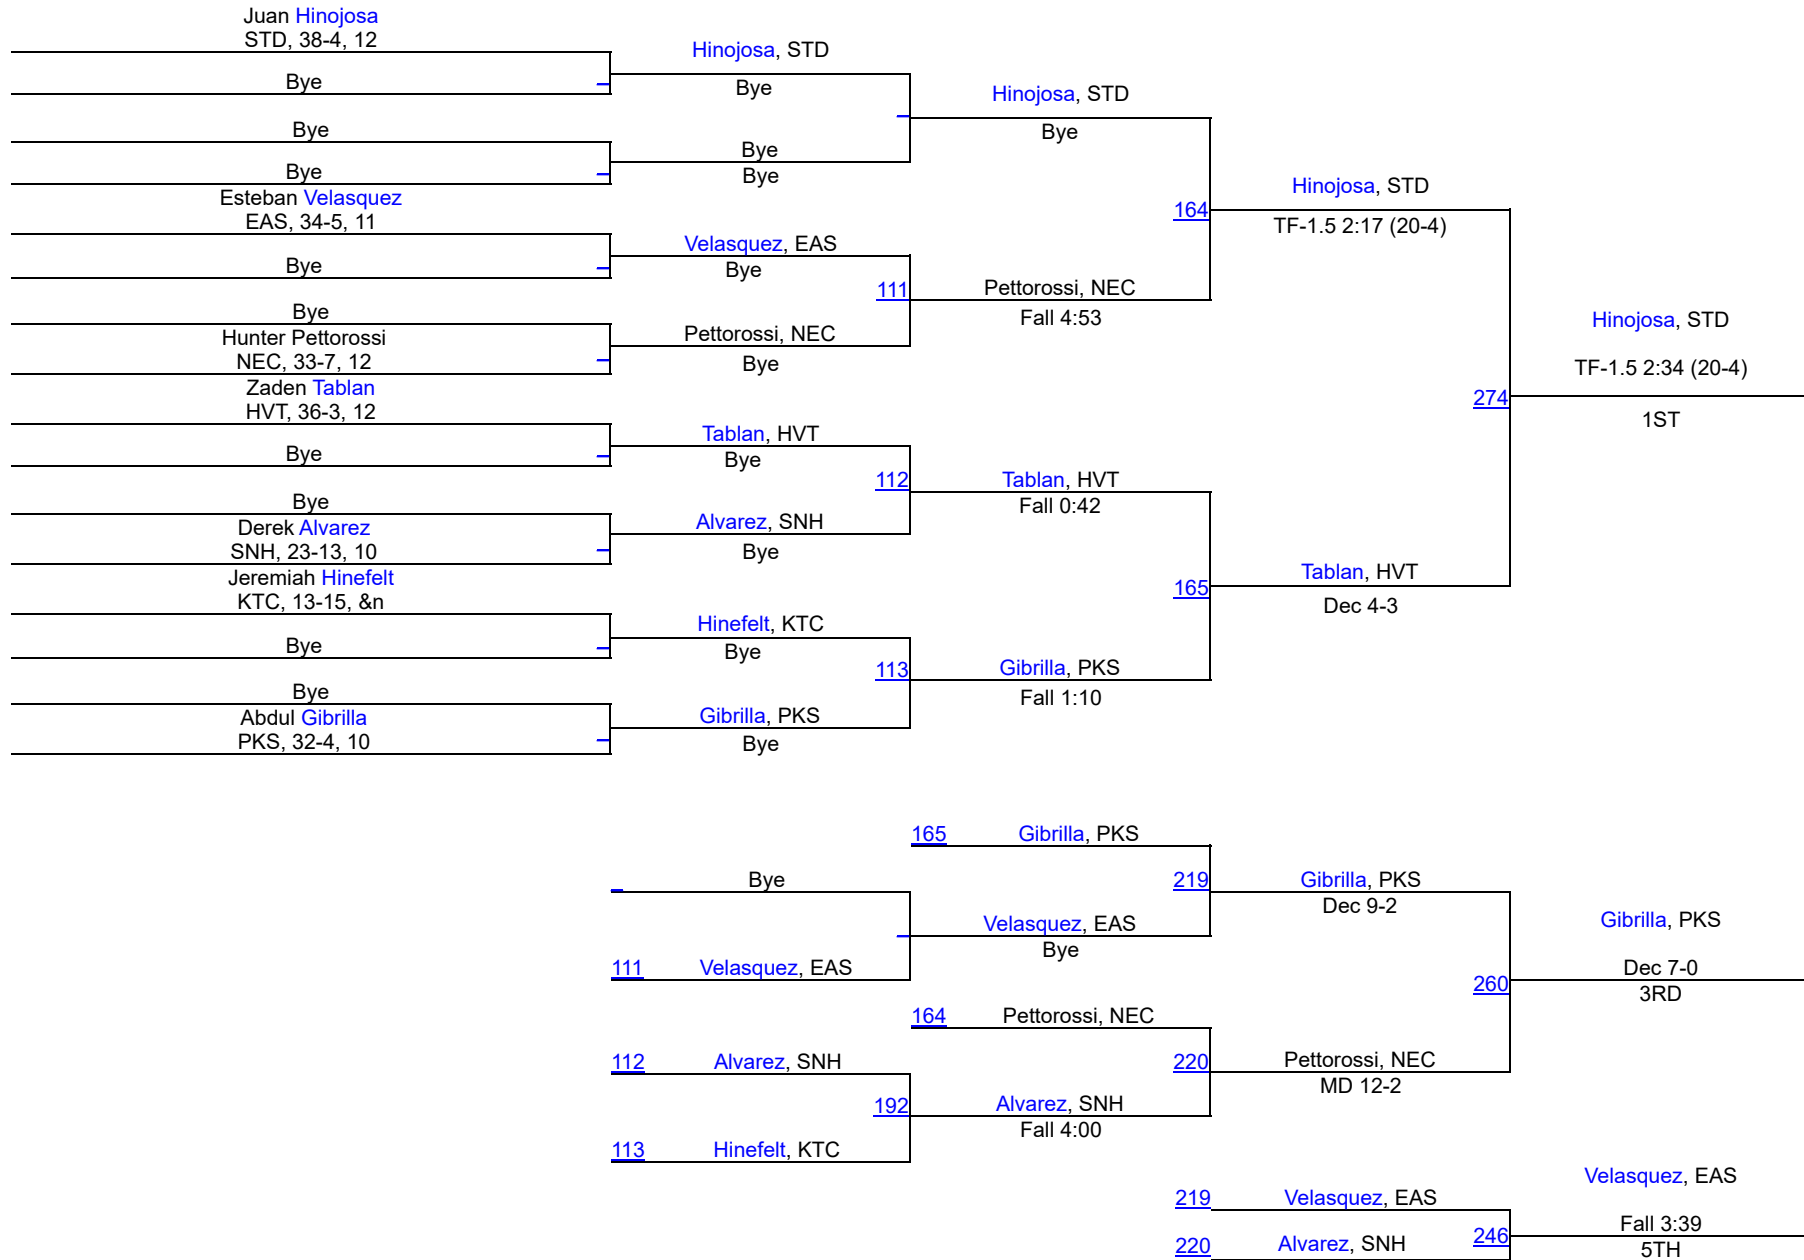 Juan Hinojosa
STD, 38-4, 12
Bye
Bye
Bye
Esteban Velasquez
EAS, 34-5, 11
Bye
Bye
Hunter Pettorossi
NEC, 33-7, 12
Zaden Tablan
HVT, 36-3, 12
Bye
Bye
Derek Alvarez
SNH, 23-13, 10
Jeremiah Hinefelt
KTC, 13-15, &n
Bye
Bye
Abdul Gibrilla
PKS, 32-4, 10
Hinojosa, STD
Bye
Bye
Bye
Velasquez, EAS
Bye
111
Pettorossi, NEC
Bye
Tablan, HVT
Bye
112
Alvarez, SNH
Bye
Hinefelt, KTC
Bye
113
Gibrilla, PKS
Bye
Hinojosa, STD
Bye
164
Pettorossi, NEC
Fall 4:53
Tablan, HVT
Fall 0:42
165
Gibrilla, PKS
Fall 1:10
Hinojosa, STD
TF-1.5 2:17 (20-4)
274
Tablan, HVT
Dec 4-3
Hinojosa, STD
TF-1.5 2:34 (20-4)
1ST
165 Gibrilla, PKS
Bye
219
Velasquez, EAS
Bye
111 Velasquez, EAS
Gibrilla, PKS
Dec 9-2
164 Pettorossi, NEC
112 Alvarez, SNH
220
192
Alvarez, SNH
Fall 4:00
113 Hinefelt, KTC
Pettorossi, NEC
MD 12-2
260
Gibrilla, PKS
Dec 7-0
3RD
219 Velasquez, EAS
246
220 Alvarez, SNH
Velasquez, EAS
Fall 3:39
5TH